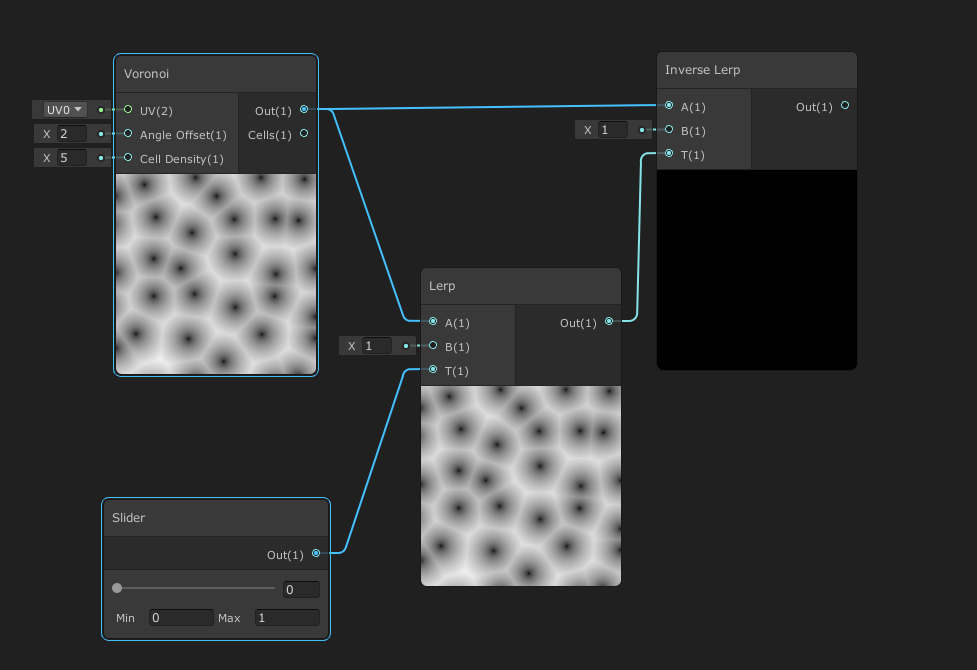 Voronoi
UV0
UV(2)
Out(1)
X 2
Angle Offset(1)
Cells(1)
X 5
Cell Density(1)
Inverse Lerp
A(1)
Out(1)
X 1
B(1)
T(1)
Lerp
A(1)
Out(1)
X 1
B(1)
T(1)
Slider
Out(1)
0
Min 0 Max 1